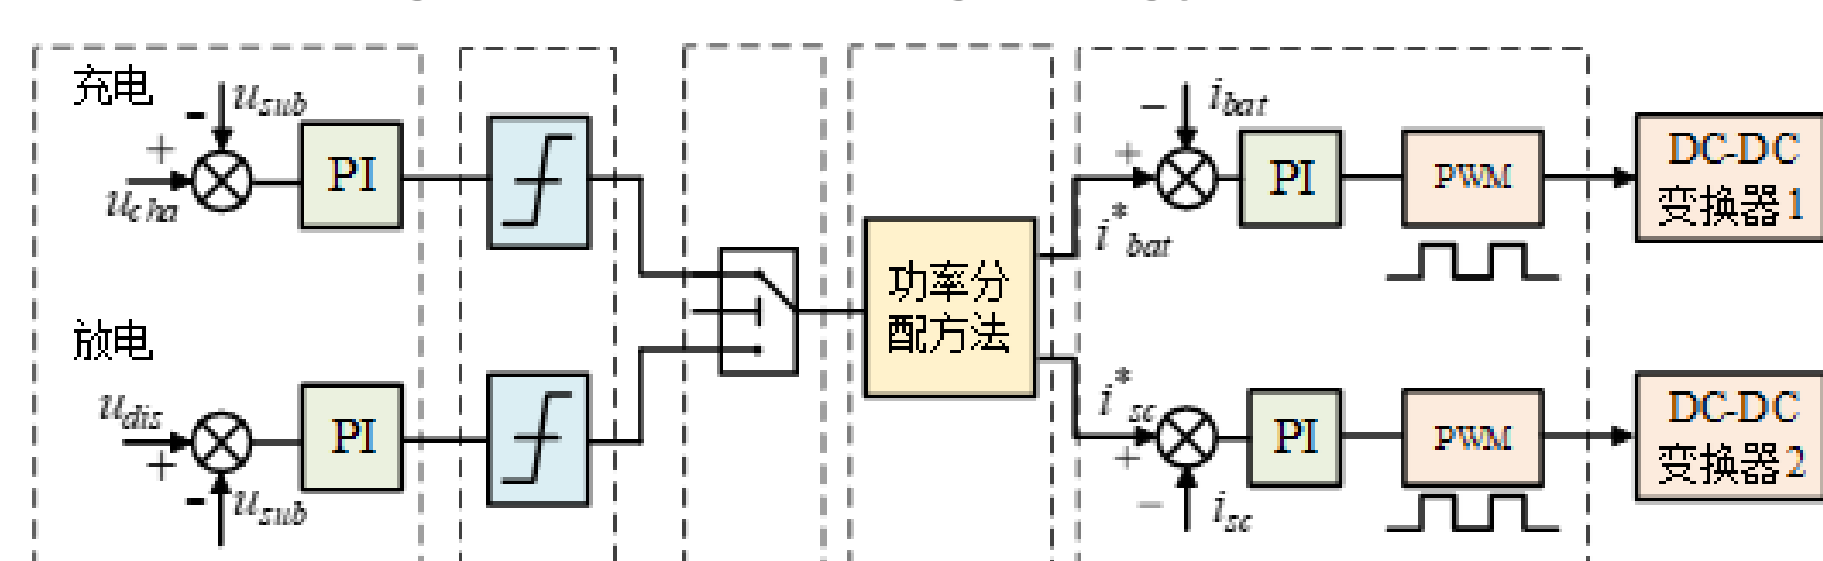 充电
- u_sub
+
u_cha
PI
放电
u_dis
+
- u_sub
PI
功率分
配方法
− i_bat
+
i*_bat
PI
PWM
DC-DC
变换器1
i*_sc
+
− i_sc
PI
PWM
DC-DC
变换器2